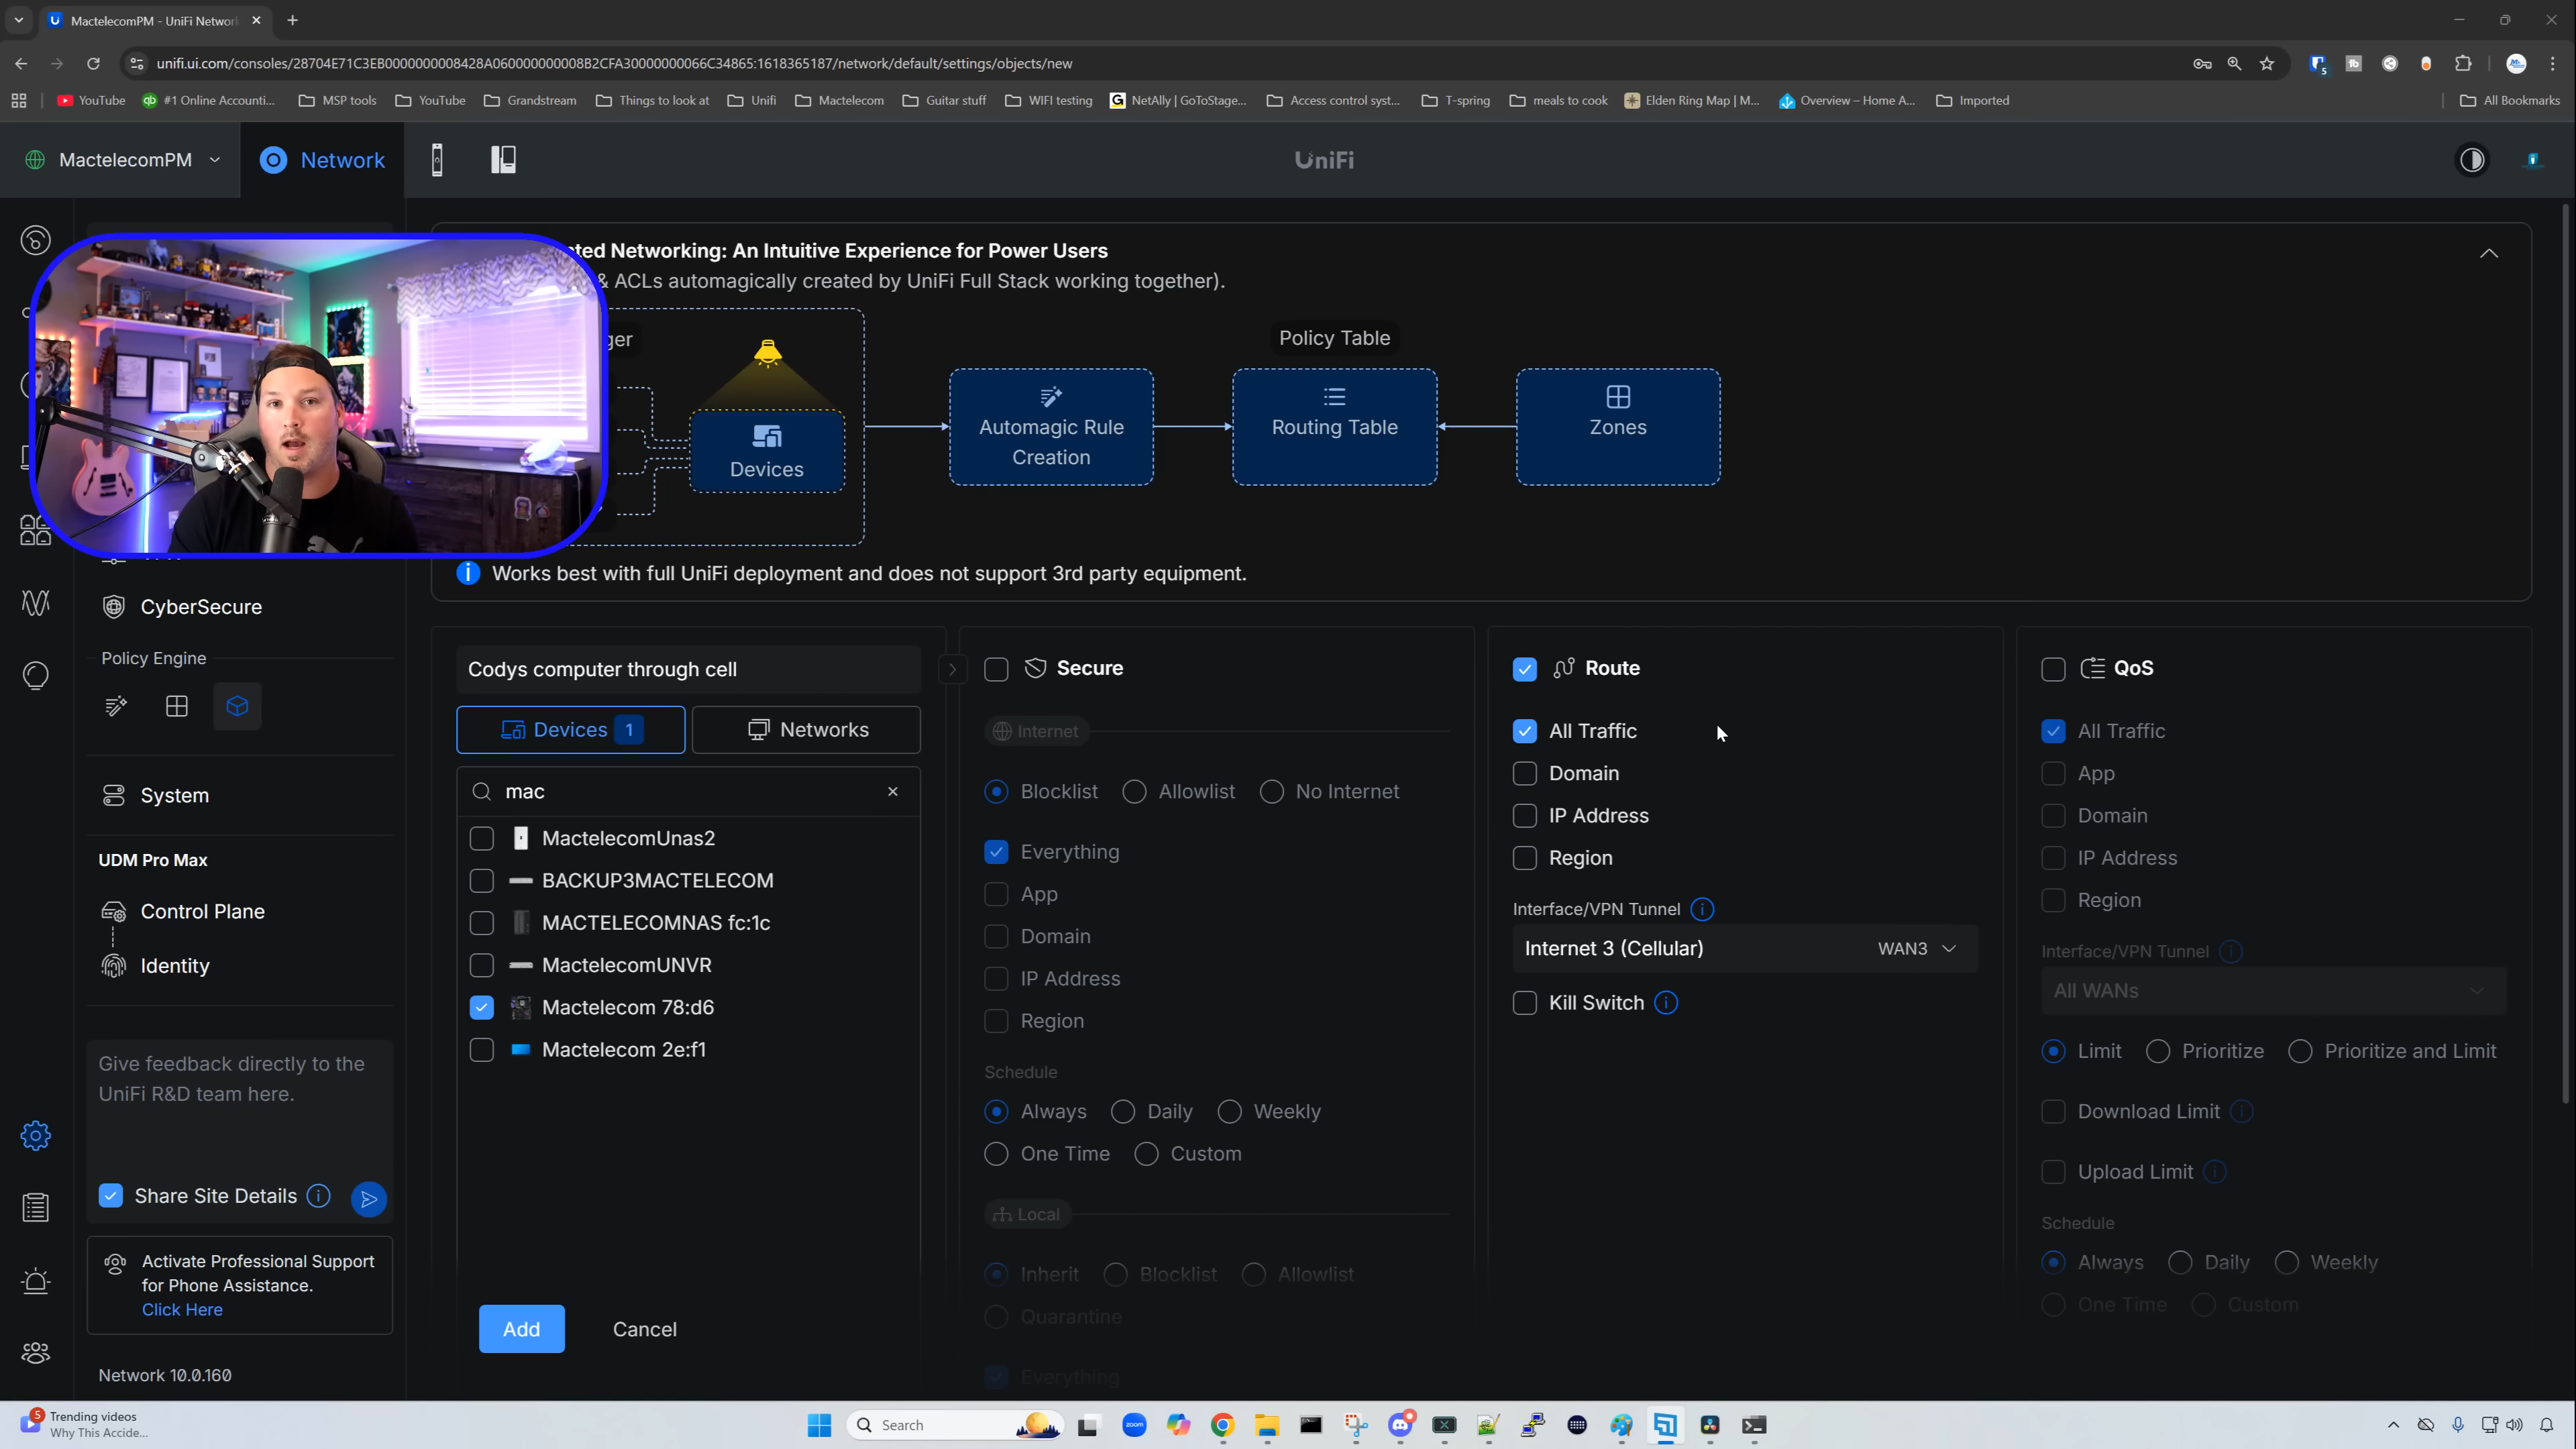 MactelecomPM - UniFi Networ
unifi.ui.com/consoles/28704E71C3EB0000000008428A060000000008B2CFA30000000066C34865:1618365187/network/default/settings/objects/new
YouTube
#1 Online Accounti...
MSP tools
YouTube
Grandstream
Things to look at
Unifi
Mactelecom
Guitar stuff
WIFI testing
NetAlly | GoToStage...
Access control syst...
T-spring
meals to cook
Elden Ring Map | M...
Overview – Home A...
Imported
All Bookmarks
MactelecomPM
Network
UniFi
nted Networking: An Intuitive Experience for Power Users
& ACLs automagically created by UniFi Full Stack working together).
ger
Devices
Automagic Rule
Creation
Policy Table
Routing Table
Zones
Works best with full UniFi deployment and does not support 3rd party equipment.
CyberSecure
Policy Engine
System
UDM Pro Max
Control Plane
Identity
Give feedback directly to the
UniFi R&D team here.
Share Site Details
Activate Professional Support
for Phone Assistance.
Click Here
Network 10.0.160
Codys computer through cell
Devices 1
Networks
mac
MactelecomUnas2
BACKUP3MACTELECOM
MACTELECOMNAS fc:1c
MactelecomUNVR
Mactelecom 78:d6
Mactelecom 2e:f1
Add
Cancel
Secure
Internet
Blocklist
Allowlist
No Internet
Everything
App
Domain
IP Address
Region
Schedule
Always
Daily
Weekly
One Time
Custom
Local
Inherit
Blocklist
Allowlist
Quarantine
Everything
Route
All Traffic
Domain
IP Address
Region
Interface/VPN Tunnel
Internet 3 (Cellular)
WAN3
Kill Switch
QoS
All Traffic
App
Domain
IP Address
Region
Interface/VPN Tunnel
All WANs
Limit
Prioritize
Prioritize and Limit
Download Limit
Upload Limit
Schedule
Always
Daily
Weekly
One Time
Custom
5
Trending videos
Why This Accide...
Search
zoom